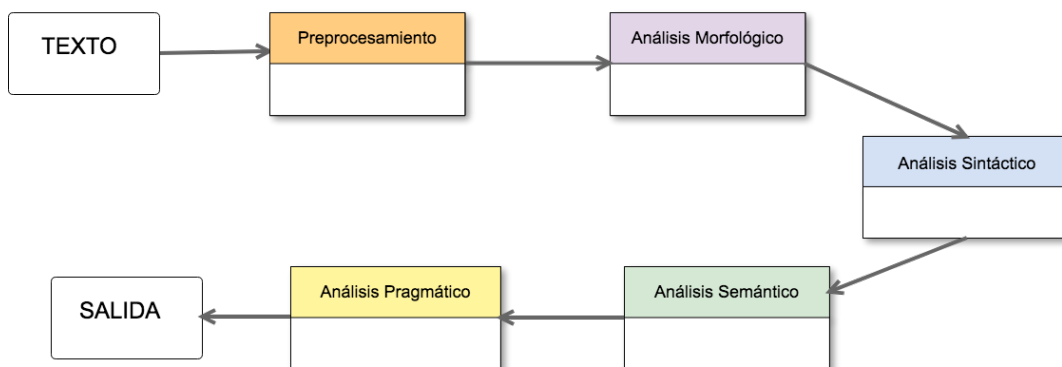 TEXTO
Preprocesamiento
Análisis Morfológico
Análisis Sintáctico
Análisis Semántico
Análisis Pragmático
SALIDA